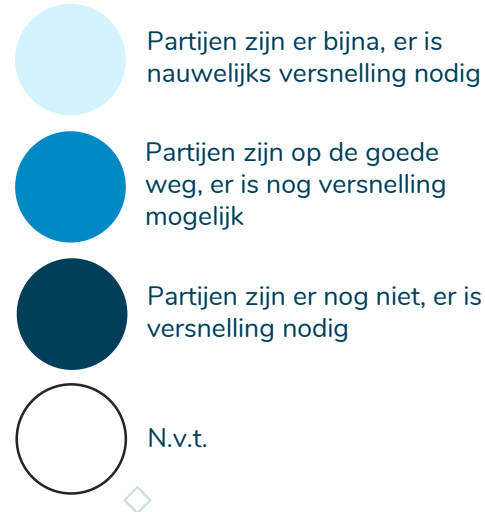 Partijen zijn er bijna, er is
nauwelijks versnelling nodig
Partijen zijn op de goede
weg, er is nog versnelling
mogelijk
Partijen zijn er nog niet, er is
versnelling nodig
N.v.t.